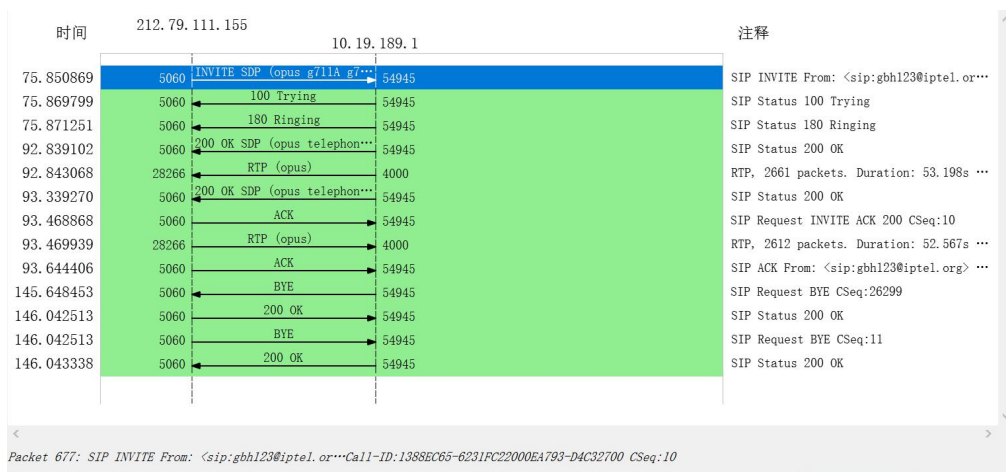 时间 212.79.111.155 10.19.189.1 注释
75.850869 5060 INVITE SDP (opus g711A g7… 54945 SIP INVITE From: <sip:gbh123@iptel.or…
75.869799 5060 100 Trying 54945 SIP Status 100 Trying
75.871251 5060 180 Ringing 54945 SIP Status 180 Ringing
92.839102 5060 200 OK SDP (opus telephon… 54945 SIP Status 200 OK
92.843068 28266 RTP (opus) 4000 RTP, 2661 packets. Duration: 53.198s …
93.339270 5060 200 OK SDP (opus telephon… 54945 SIP Status 200 OK
93.468868 5060 ACK 54945 SIP Request INVITE ACK 200 CSeq:10
93.469939 28266 RTP (opus) 4000 RTP, 2612 packets. Duration: 52.567s …
93.644406 5060 ACK 54945 SIP ACK From: <sip:gbh123@iptel.org> …
145.648453 5060 BYE 54945 SIP Request BYE CSeq:26299
146.042513 5060 200 OK 54945 SIP Status 200 OK
146.042513 5060 BYE 54945 SIP Request BYE CSeq:11
146.043338 5060 200 OK 54945 SIP Status 200 OK
Packet 677: SIP INVITE From: <sip:gbh123@iptel.or…Call-ID:1388EC65-6231FC22000EA793-D4C32700 CSeq:10